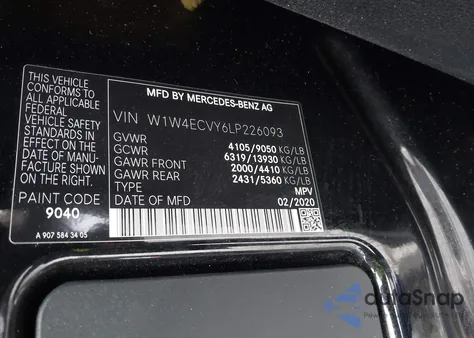 THIS VEHICLE
CONFORMS TO
ALL APPLICABLE
FEDERAL
VEHICLE SAFETY
STANDARDS IN
EFFECT ON THE
DATE OF MANU-
FACTURE SHOWN
ON THE RIGHT.
PAINT CODE
9040
A 907 584 34 05
MFD BY MERCEDES-BENZ AG
VIN W1W4ECVY6LP226093
GVWR 4105/9050 KG/LB
GCWR 6319/13930 KG/LB
GAWR FRONT 2000/4410 KG/LB
GAWR REAR 2431/5360 KG/LB
TYPE MPV
DATE OF MFD 02/2020
autoSnap